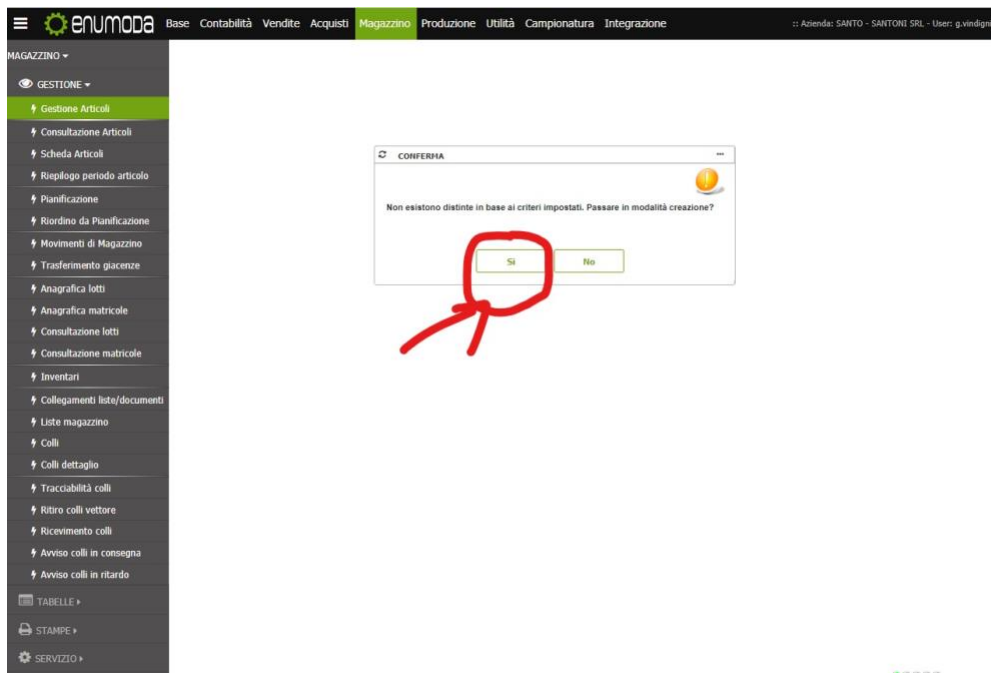 enumoda Base Contabilità Vendite Acquisti Magazzino Produzione Utilità Campionatura Integrazione :: Azienda: SANTO - SANTONI SRL - User: g.vindigni
MAGAZZINO
GESTIONE
Gestione Articoli
Consultazione Articoli
Scheda Articoli
Riepilogo periodo articolo
Pianificazione
Riordino da Pianificazione
Movimenti di Magazzino
Trasferimento giacenze
Anagrafica lotti
Anagrafica matricole
Consultazione lotti
Consultazione matricole
Inventari
Collegamenti liste/documenti
Liste magazzino
Colli
Colli dettaglio
Tracciabilità colli
Ritiro colli vettore
Ricevimento colli
Avviso colli in consegna
Avviso colli in ritardo
TABELLE
STAMPE
SERVIZIO
CONFERMA
Non esistono distinte in base ai criteri impostati. Passare in modalità creazione?
Sì No